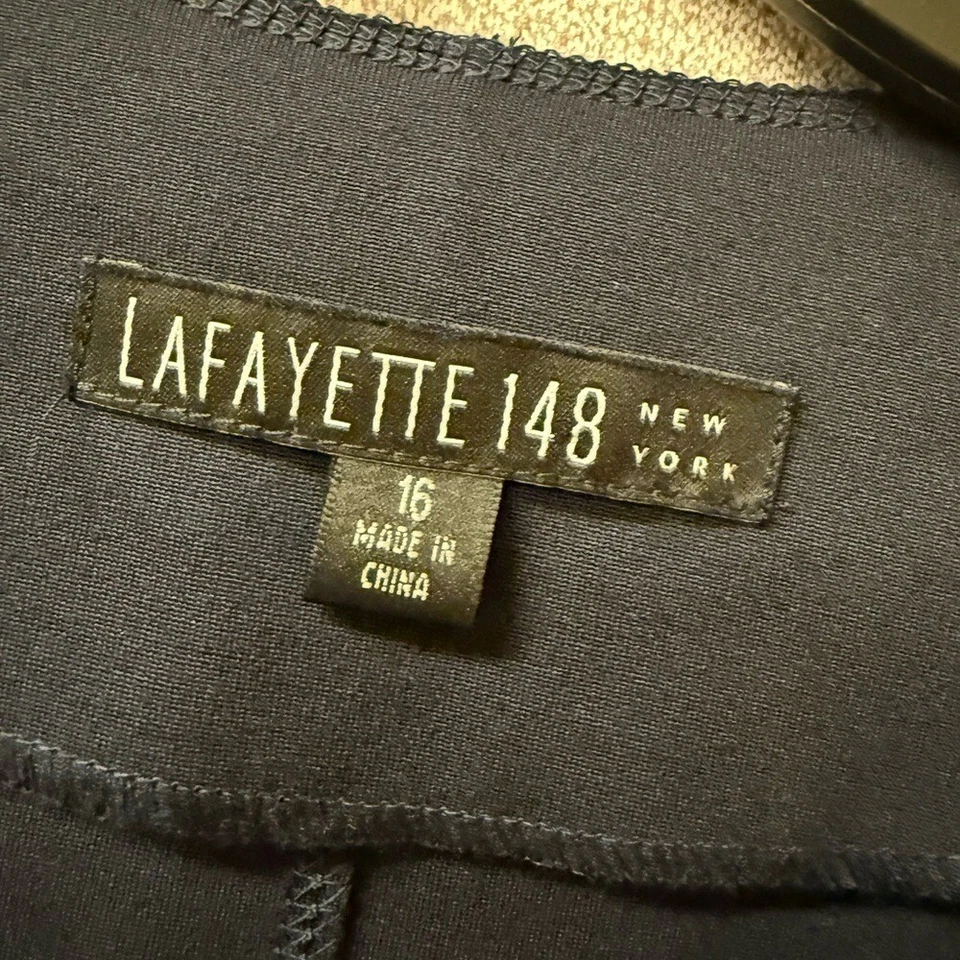 LAFAYETTE 148 NEW YORK
16
MADE IN
CHINA